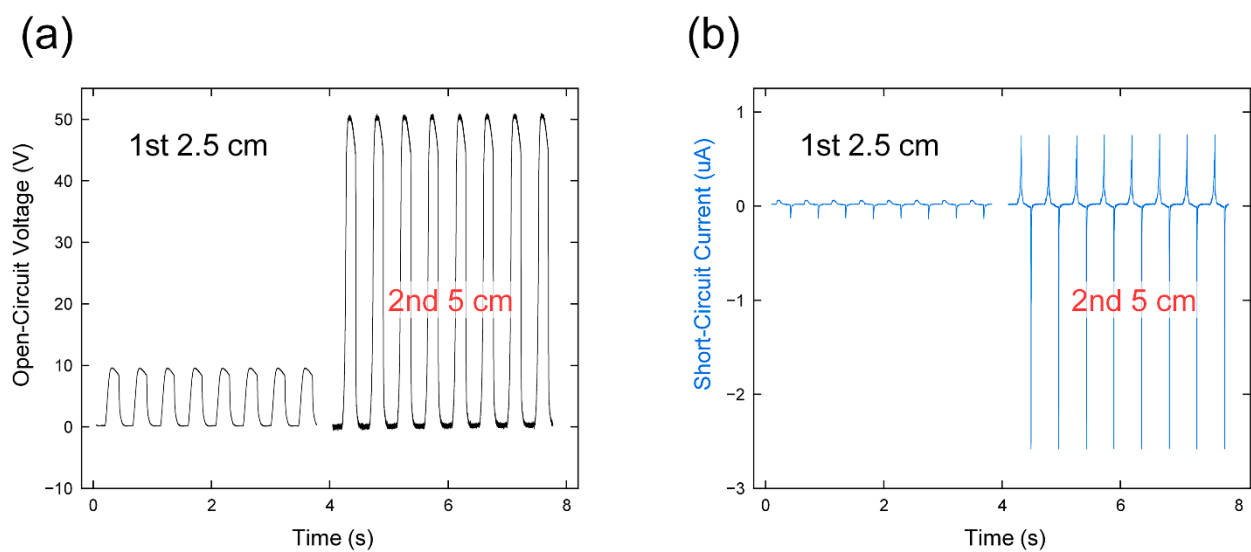 (a)
Open-Circuit Voltage (V)
50
40
30
20
10
0
−10
1st 2.5 cm
2nd 5 cm
0
2
4
6
8
Time (s)
(b)
Short-Circuit Current (uA)
1
0
−1
−2
−3
1st 2.5 cm
2nd 5 cm
0
2
4
6
8
Time (s)